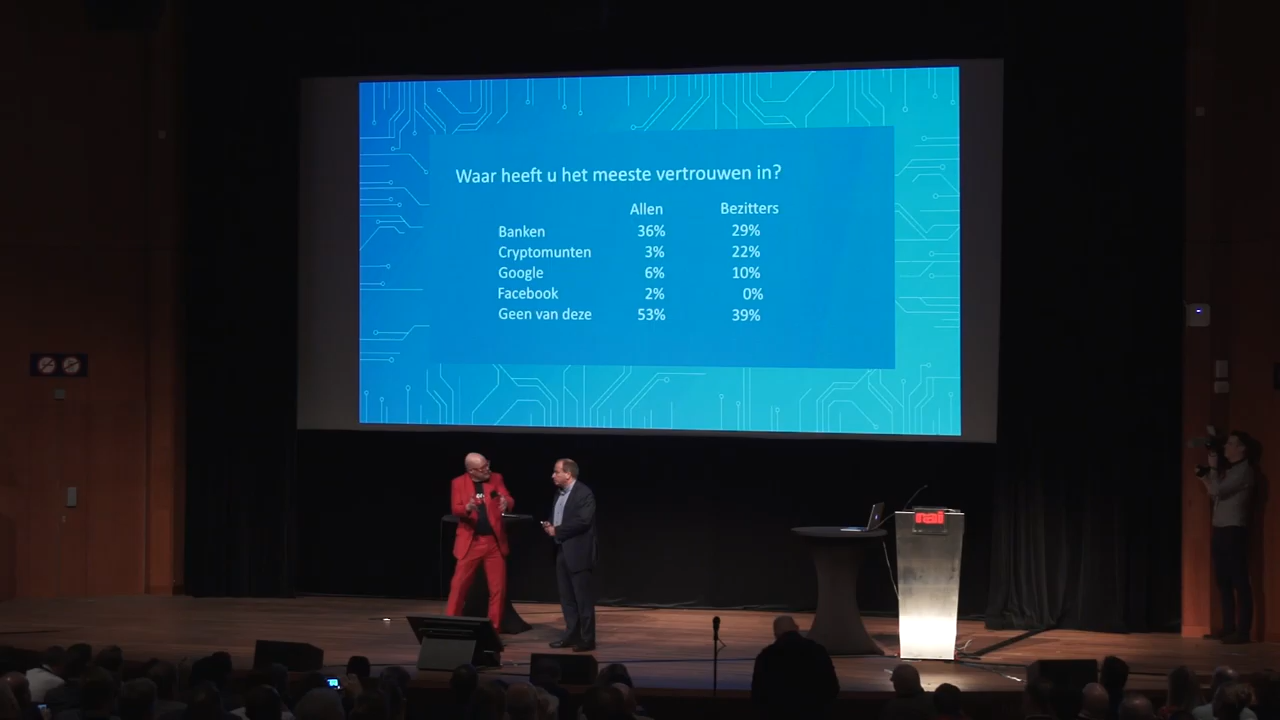 Waar heeft u het meeste vertrouwen in?
Allen Bezitters
Banken 36% 29%
Cryptomunten 3% 22%
Google 6% 10%
Facebook 2% 0%
Geen van deze 53% 39%
rai